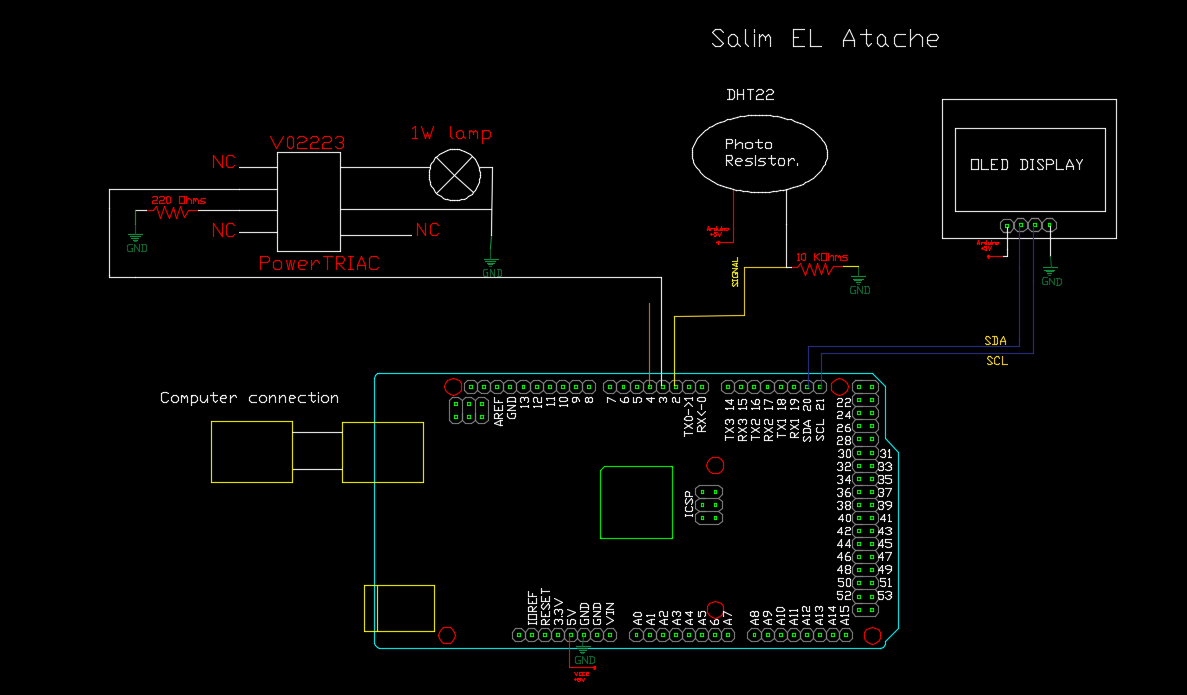 Salim EL Atache
DHT22
Photo
Resistor.
OLED DISPLAY
Arduino
+5V
GND
SDA
SCL
Arduino
+5V
SIGNAL
10 KOhms
GND
1W lamp
VO2223
NC
220 Ohms
NC
NC
GND
GND
PowerTRIAC
Computer connection
AREF
GND
13
12
11
10
9
8
7
6
5
4
3
2
TX0->1
RX<-0
TX3 14
RX3 15
TX2 16
RX2 17
TX1 18
RX1 19
SDA 20
SCL 21
22
24
26
28
30 31
32 33
34 35
36 37
38 39
40 41
42 43
44 45
46 47
48 49
50 51
52 53
ICSP
IOREF
RESET
3.3V
5V
GND
GND
VIN
A0
A1
A2
A3
A4
A5
6
A7
A8
A9
A10
A11
A12
A13
A14
A15
GND
+5V